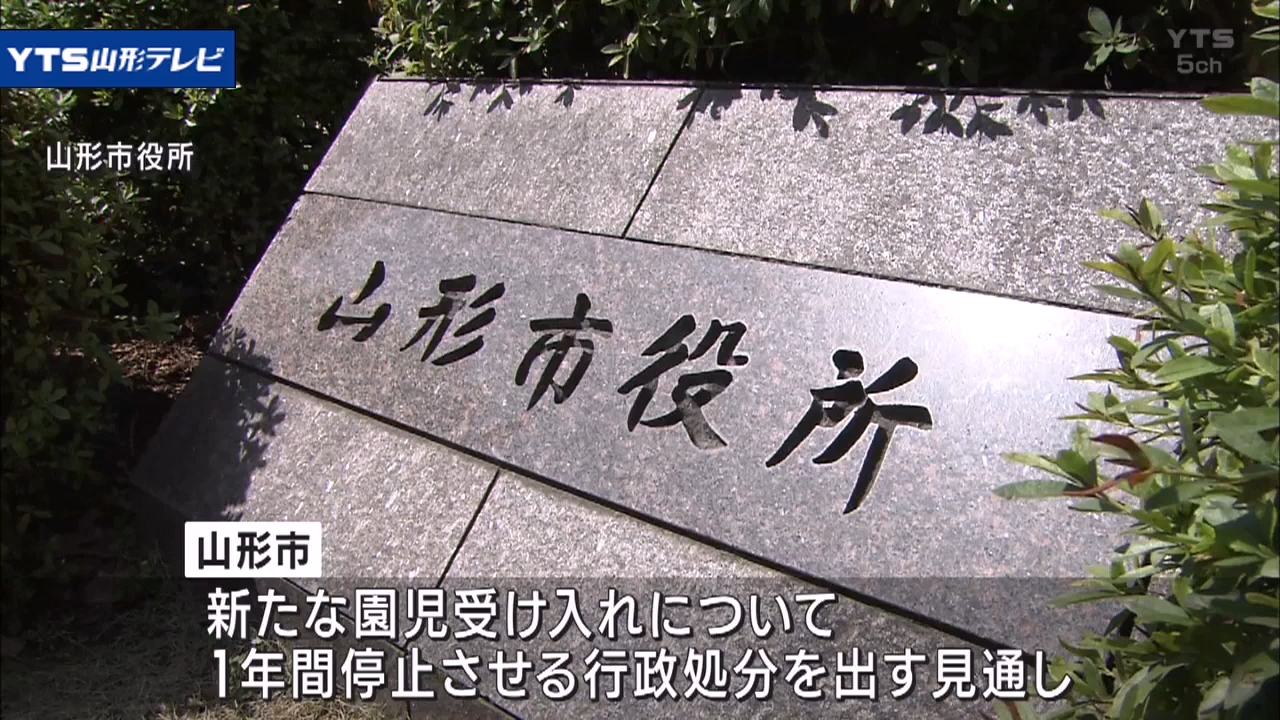 YTS山形テレビ
YTS
5ch
山形市役所
山形市役所
山形市
新たな園児受け入れについて
1年間停止させる行政処分を出す見通し